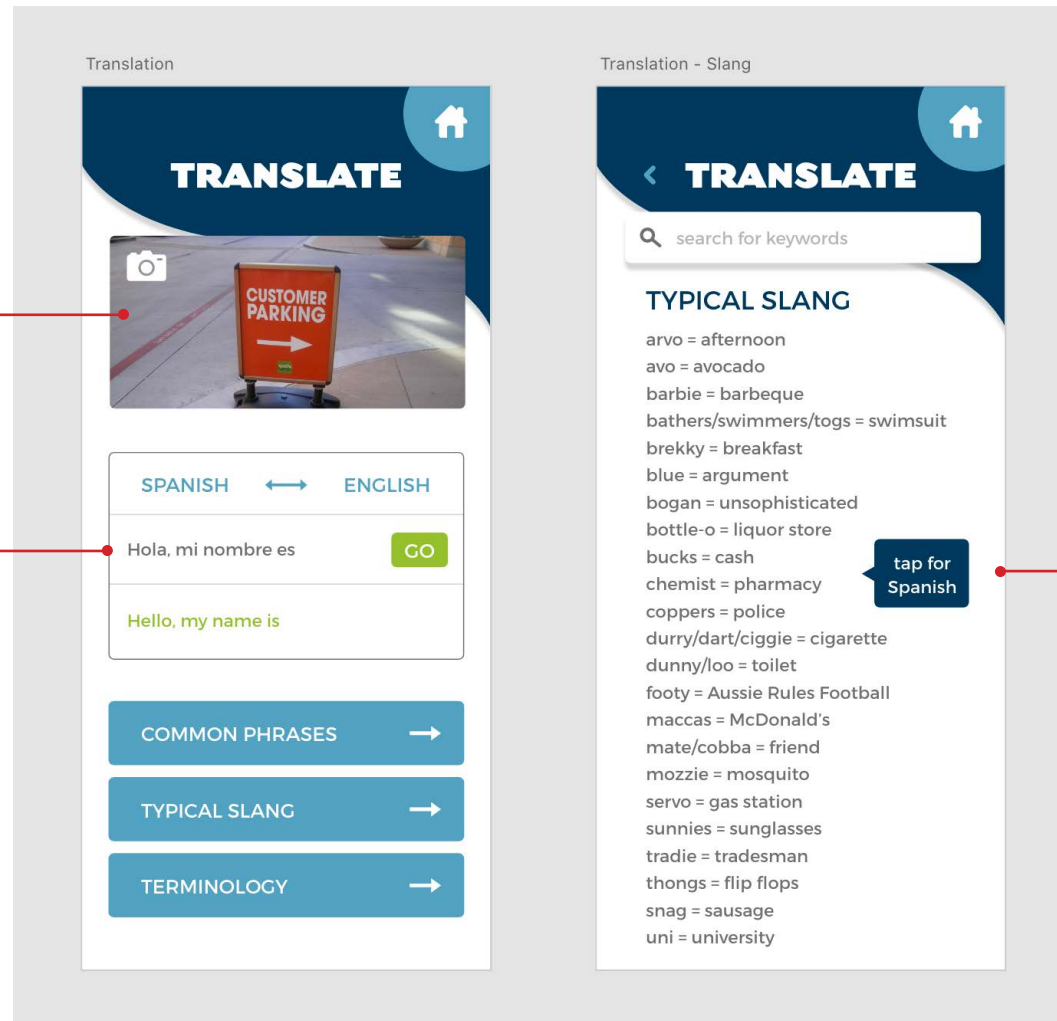 Translation
TRANSLATE
CUSTOMER
PARKING
SPANISH ENGLISH
Hola, mi nombre es GO
Hello, my name is
COMMON PHRASES
TYPICAL SLANG
TERMINOLOGY
Translation - Slang
TRANSLATE
search for keywords
TYPICAL SLANG
arvo = afternoon
avo = avocado
barbie = barbeque
bathers/swimmers/togs = swimsuit
brekky = breakfast
blue = argument
bogan = unsophisticated
bottle-o = liquor store
bucks = cash
chemist = pharmacy
coppers = police
durry/dart/ciggie = cigarette
dunny/loo = toilet
footy = Aussie Rules Football
maccas = McDonald's
mate/cobba = friend
mozzie = mosquito
servo = gas station
sunnies = sunglasses
tradie = tradesman
thongs = flip flops
snag = sausage
uni = university
tap for
Spanish